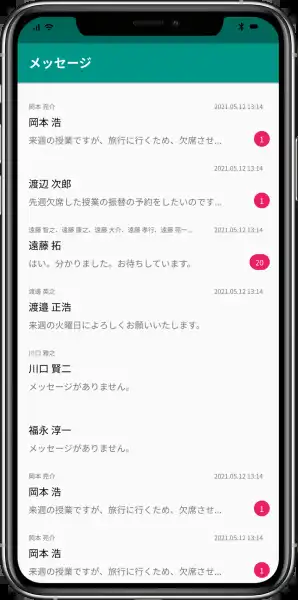 メッセージ
岡本 亮介
2021.05.12 13:14
岡本 浩
来週の授業ですが、旅行に行くため、欠席させ...
1
2021.05.12 13:14
渡辺 次郎
先週欠席した授業の振替の予約をしたいのです...
1
遠藤 智之、遠藤 康之、遠藤 大介、遠藤 孝行、遠藤 亮一...
2021.05.12 13:14
遠藤 拓
はい。分かりました。お待ちしています。
20
渡邉 英之
2021.05.12 13:14
渡邉 正浩
来週の火曜日によろしくお願いいたします。
川口 雅之
川口 賢二
メッセージがありません。
福永 淳一
メッセージがありません。
岡本 亮介
2021.05.12 13:14
岡本 浩
来週の授業ですが、旅行に行くため、欠席させ...
1
岡本 亮介
2021.05.12 13:14
岡本 浩
来週の授業ですが、旅行に行くため、欠席させ...
1